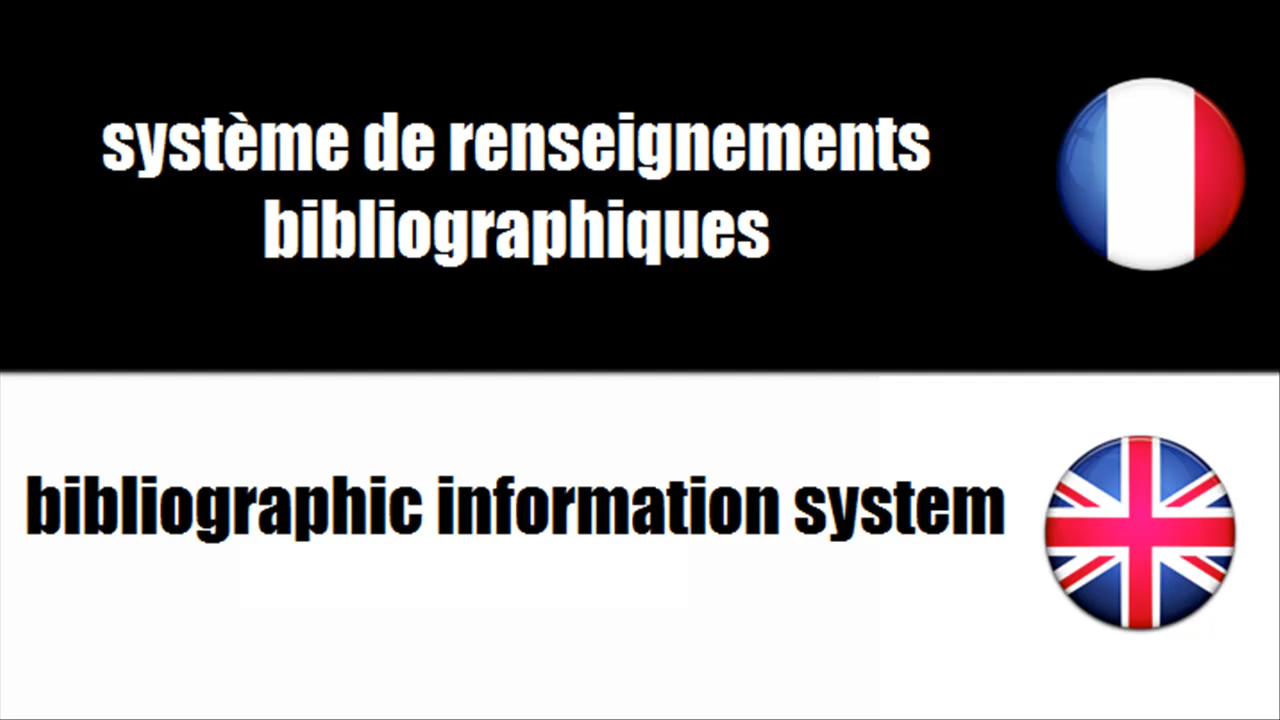 système de renseignements
bibliographiques
bibliographic information system